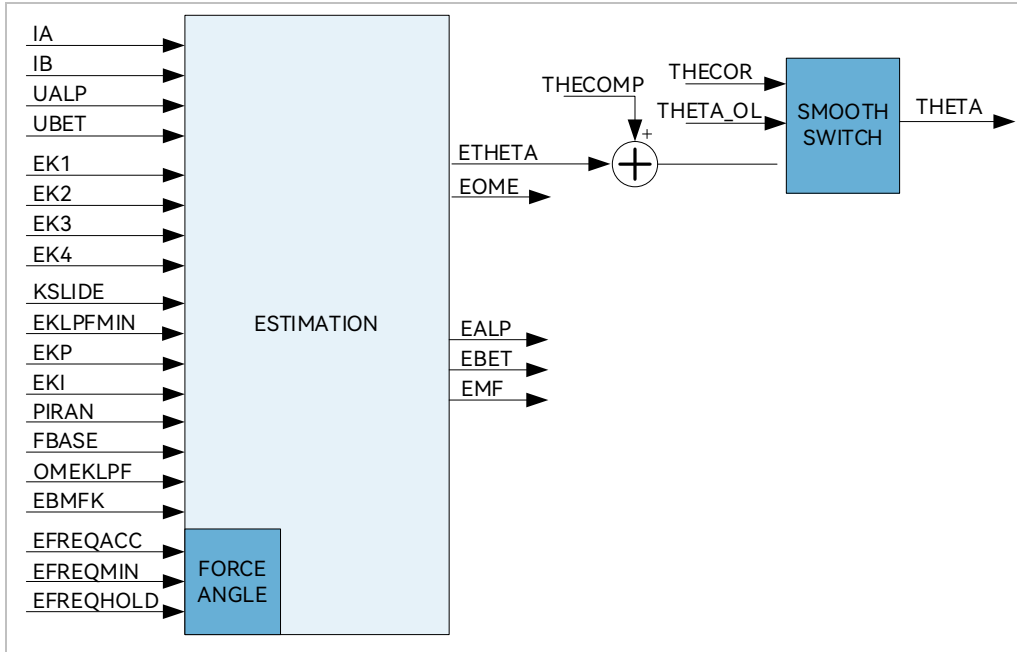 IA
IB
UALP
UBET
EK1
EK2
EK3
EK4
KSLIDE
EKLPFMIN
EKP
EKI
PIRAN
FBASE
OMEKLPF
EBMFK
EFREQACC
EFREQMIN
EFREQHOLD
FORCE
ANGLE
ESTIMATION
ETHETA
EOME
EALP
EBET
EMF
THECOMP
+
+
THECOR
THETA_OL
SMOOTH
SWITCH
THETA